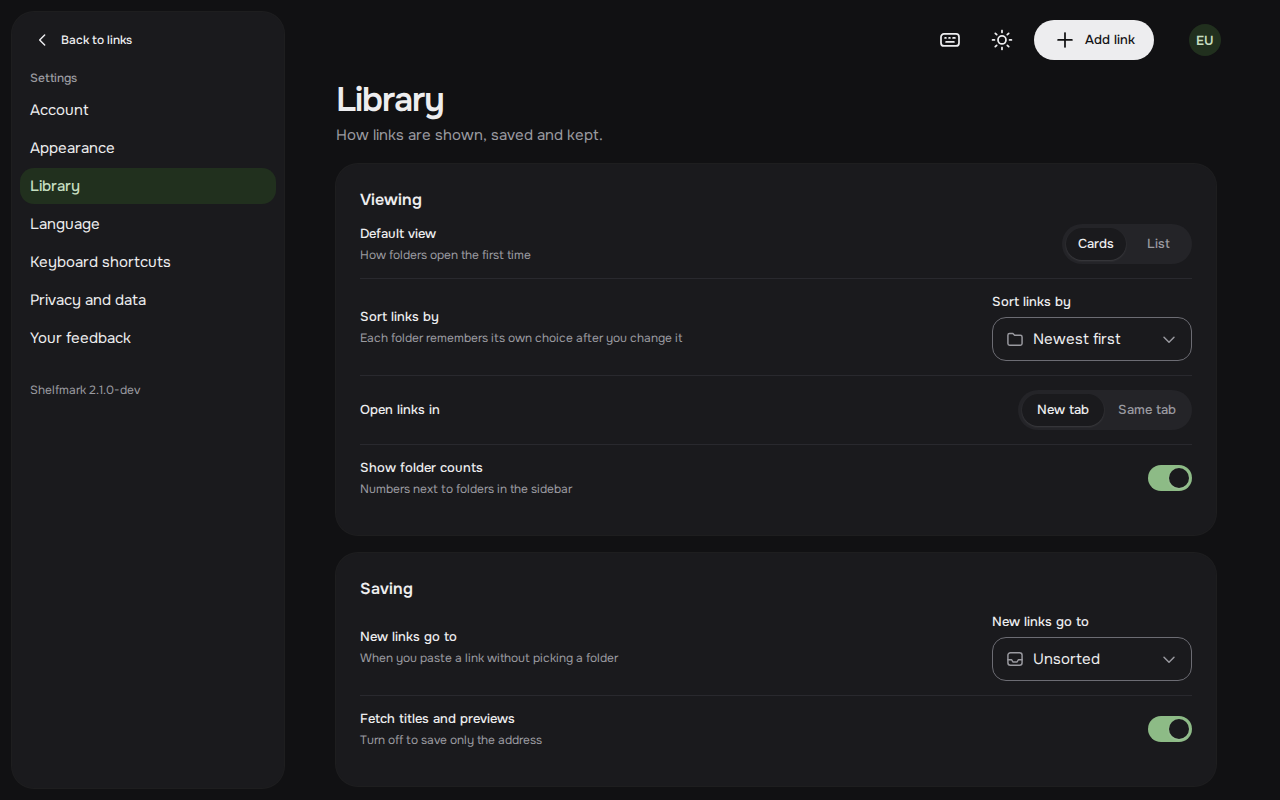 Back to links
Settings
Account
Appearance
Library
Language
Keyboard shortcuts
Privacy and data
Your feedback
Shelfmark 2.1.0-dev
Add link
EU
Library
How links are shown, saved and kept.
Viewing
Default view
How folders open the first time
Cards
List
Sort links by
Each folder remembers its own choice after you change it
Sort links by
Newest first
Open links in
New tab
Same tab
Show folder counts
Numbers next to folders in the sidebar
Saving
New links go to
When you paste a link without picking a folder
New links go to
Unsorted
Fetch titles and previews
Turn off to save only the address